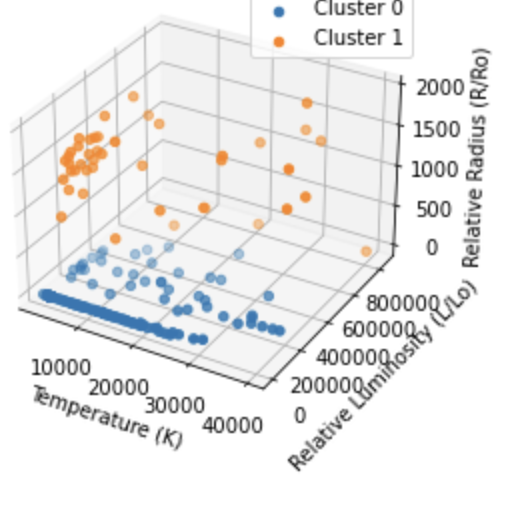 Cluster 0
Cluster 1
2000
1500
1000
500
0
Relative Radius (R/Ro)
800000
600000
400000
200000
0
Relative Luminosity (L/Lo)
10000
20000
30000
40000
Temperature (K)